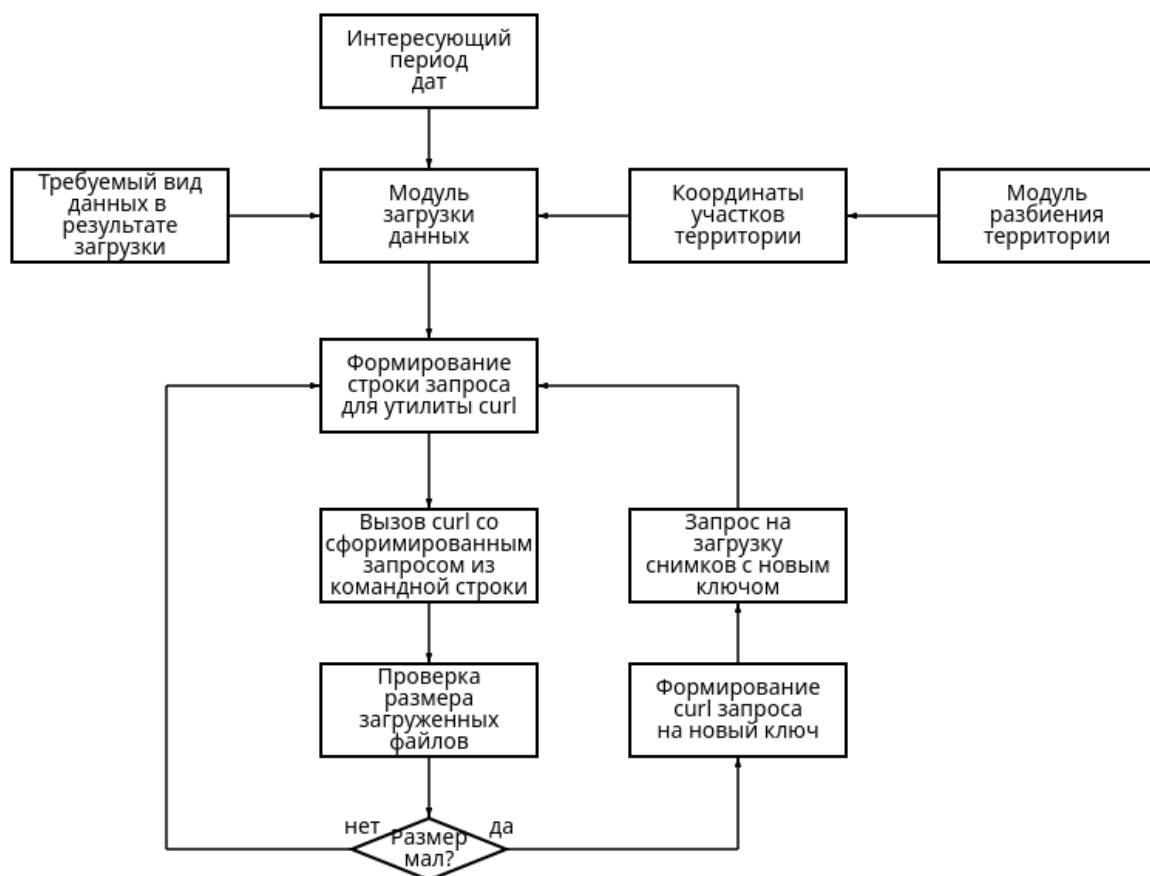 Интересующий
период
дат
Требуемый вид
данных в
результате
загрузки
Модуль
загрузки
данных
Координаты
участков
территории
Модуль
разбиения
территории
Формирование
строки запроса
для утилиты curl
Вызов curl со
сфоримированным
запросом из
командной строки
Запрос на
загрузку
снимков с новым
ключом
Проверка
размера
загруженных
файлов
Формирование
curl запроса
на новый ключ
нет
Размер
мал?
да